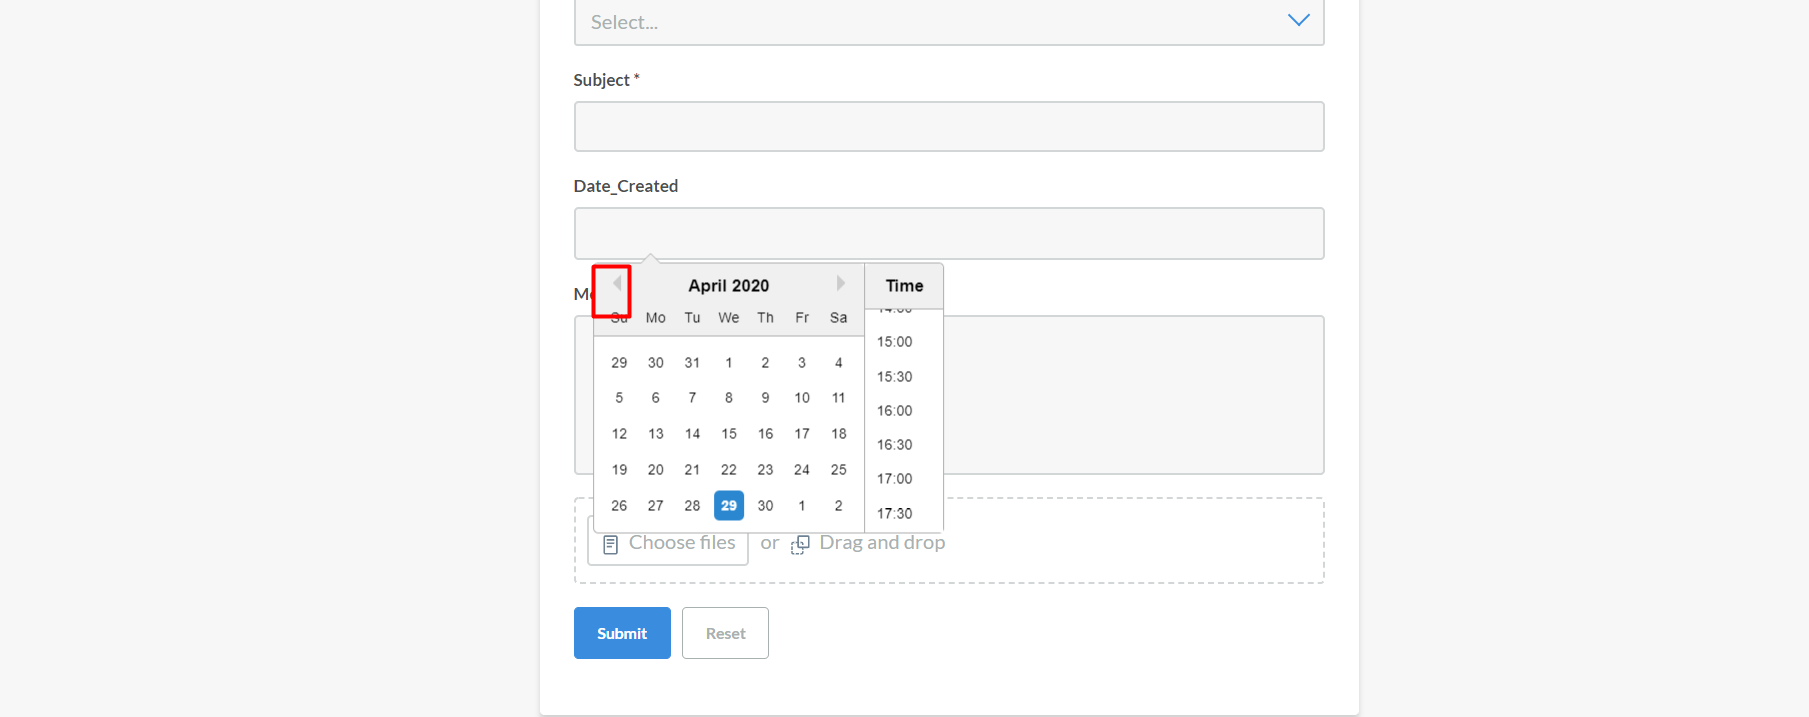 Select...
Subject *
Date_Created
April 2020
Time
Su Mo Tu We Th Fr Sa
29 30 31 1 2 3 4
5 6 7 8 9 10 11
12 13 14 15 16 17 18
19 20 21 22 23 24 25
26 27 28 29 30 1 2
15:00
15:30
16:00
16:30
17:00
17:30
Choose files or Drag and drop
Submit
Reset